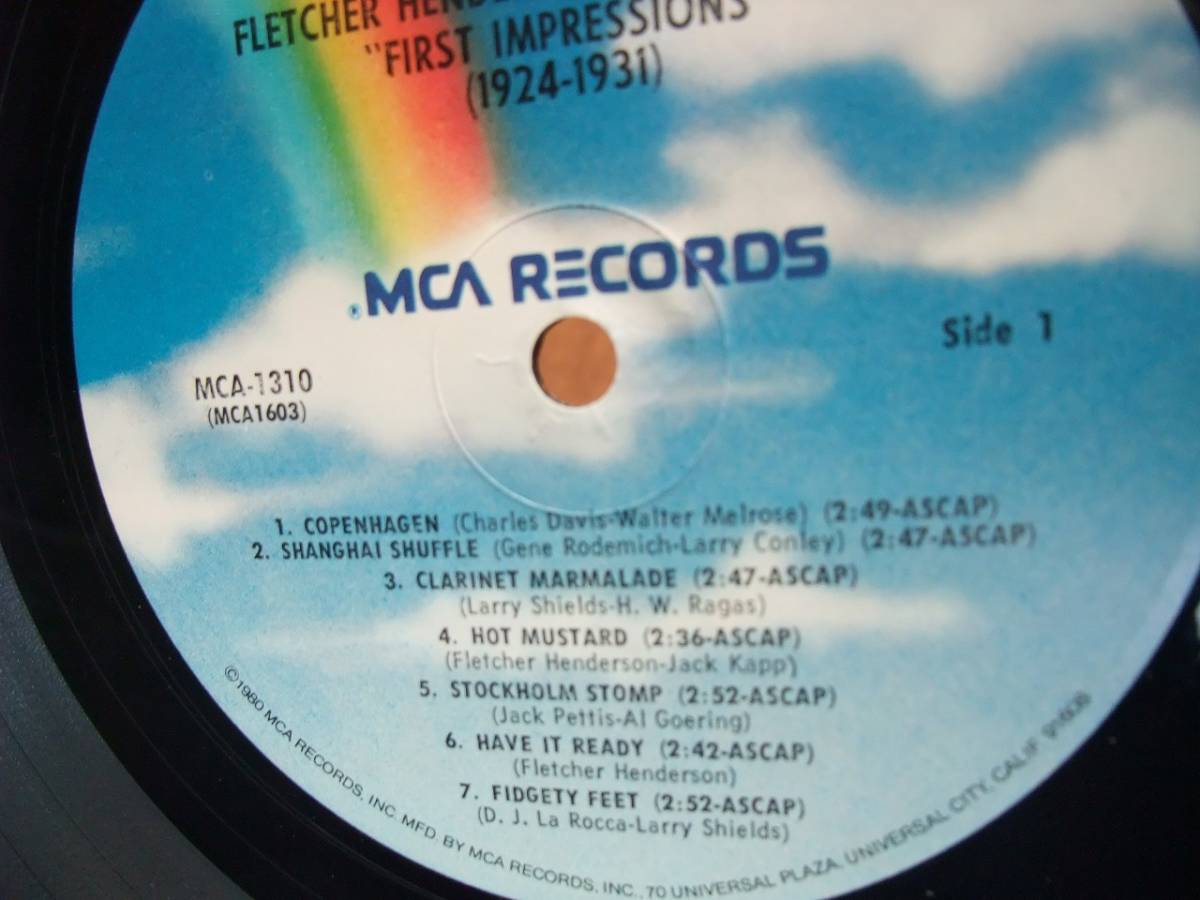 FLETCHER
"FIRST IMPRESSIONS
(1924-1931)
®MCA RECORDS
Side 1
MCA-1310
(MCA1603)
1. COPENHAGEN (Charles Davis-Walter Melrose) (2:49-ASCAP)
2. SHANGHAI SHUFFLE (Gene Rodemich-Larry Conley) (2:47-ASCAP)
3. CLARINET MARMALADE (2:47-ASCAP)
(Larry Shields-H. W. Ragas)
4. HOT MUSTARD (2:36-ASCAP)
(Fletcher Henderson-Jack Kapp)
5. STOCKHOLM STOMP (2:52-ASCAP)
(Jack Pettis-Al Goering)
6. HAVE IT READY (2:42-ASCAP)
(Fletcher Henderson)
7. FIDGETY FEET (2:52-ASCAP)
(D. J. La Rocca-Larry Shields)
©1980 MCA RECORDS, INC. MFD. BY MCA RECORDS, INC., 70 UNIVERSAL PLAZA, UNIVERSAL CITY, CALIF. 91608